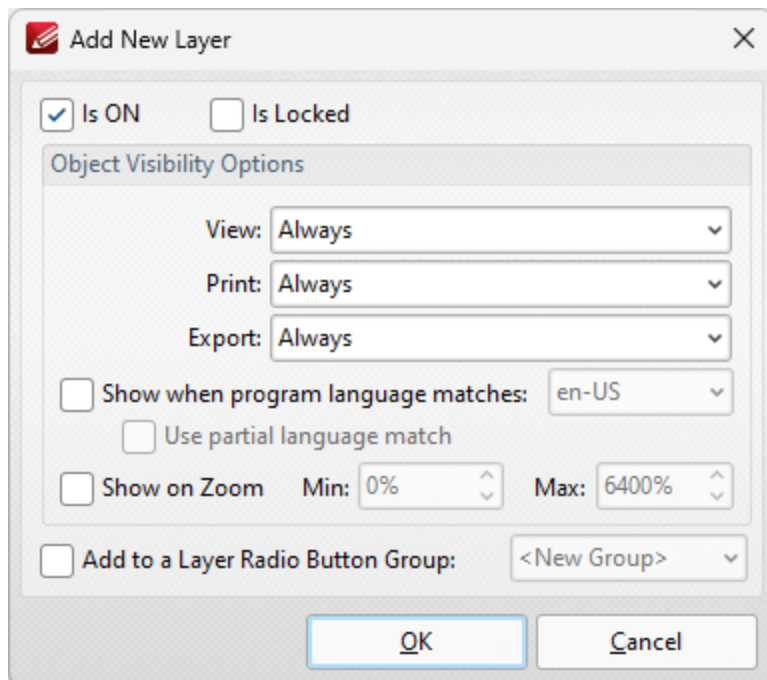 Add New Layer
Is ON Is Locked
Object Visibility Options
View: Always
Print: Always
Export: Always
Show when program language matches: en-US
Use partial language match
Show on Zoom Min: 0% Max: 6400%
Add to a Layer Radio Button Group: <New Group>
OK Cancel